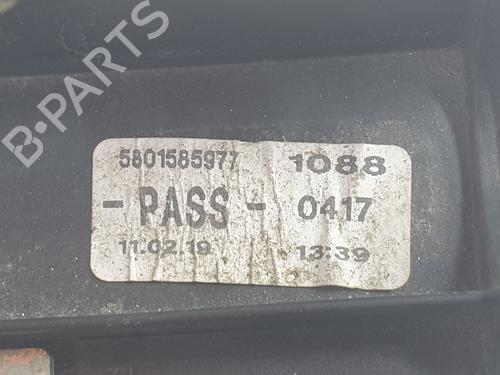 B-PARTS
5801585977 1088
- PASS - 0417
11.02.19 13:39